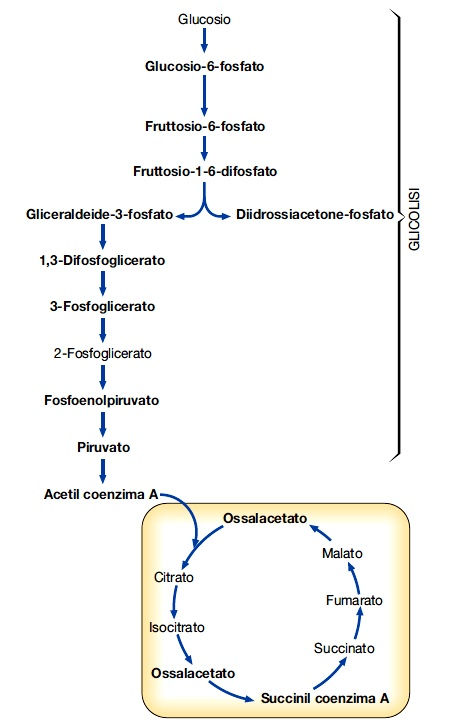 Glucosio
Glucosio-6-fosfato
Fruttosio-6-fosfato
Fruttosio-1-6-difosfato
Gliceraldeide-3-fosfato
Diidrossiacetone-fosfato
GLICOLISI
1,3-Difosfoglicerato
3-Fosfoglicerato
2-Fosfoglicerato
Fosfoenolpiruvato
Piruvato
Acetil coenzima A
Ossalacetato
Malato
Citrato
Fumarato
Isocitrato
Succinato
Ossalacetato
Succinil coenzima A